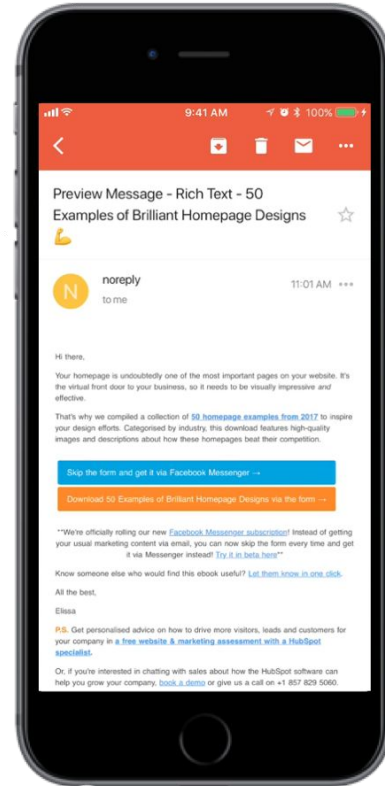 9:41 AM
100%
Preview Message - Rich Text - 50
Examples of Brilliant Homepage Designs
💪
N
noreply
11:01 AM
to me
Hi there,
Your homepage is undoubtedly one of the most important pages on your website. It's
the virtual front door to your business, so it needs to be visually impressive and
effective.
That's why we compiled a collection of 50 homepage examples from 2017 to inspire
your design efforts. Categorised by industry, this download features high-quality
images and descriptions about how these homepages beat their competition.
Skip the form and get it via Facebook Messenger →
Download 50 Examples of Brilliant Homepage Designs via the form →
**We're officially rolling our new Facebook Messenger subscription! Instead of getting
your usual marketing content via email, you can now skip the form every time and get
it via Messenger instead! Try it in beta here**
Know someone else who would find this ebook useful? Let them know in one click.
All the best,
Elissa
P.S. Get personalised advice on how to drive more visitors, leads and customers for
your company in a free website & marketing assessment with a HubSpot
specialist.
Or, if you're interested in chatting with sales about how the HubSpot software can
help you grow your company, book a demo or give us a call on +1 857 829 5060.